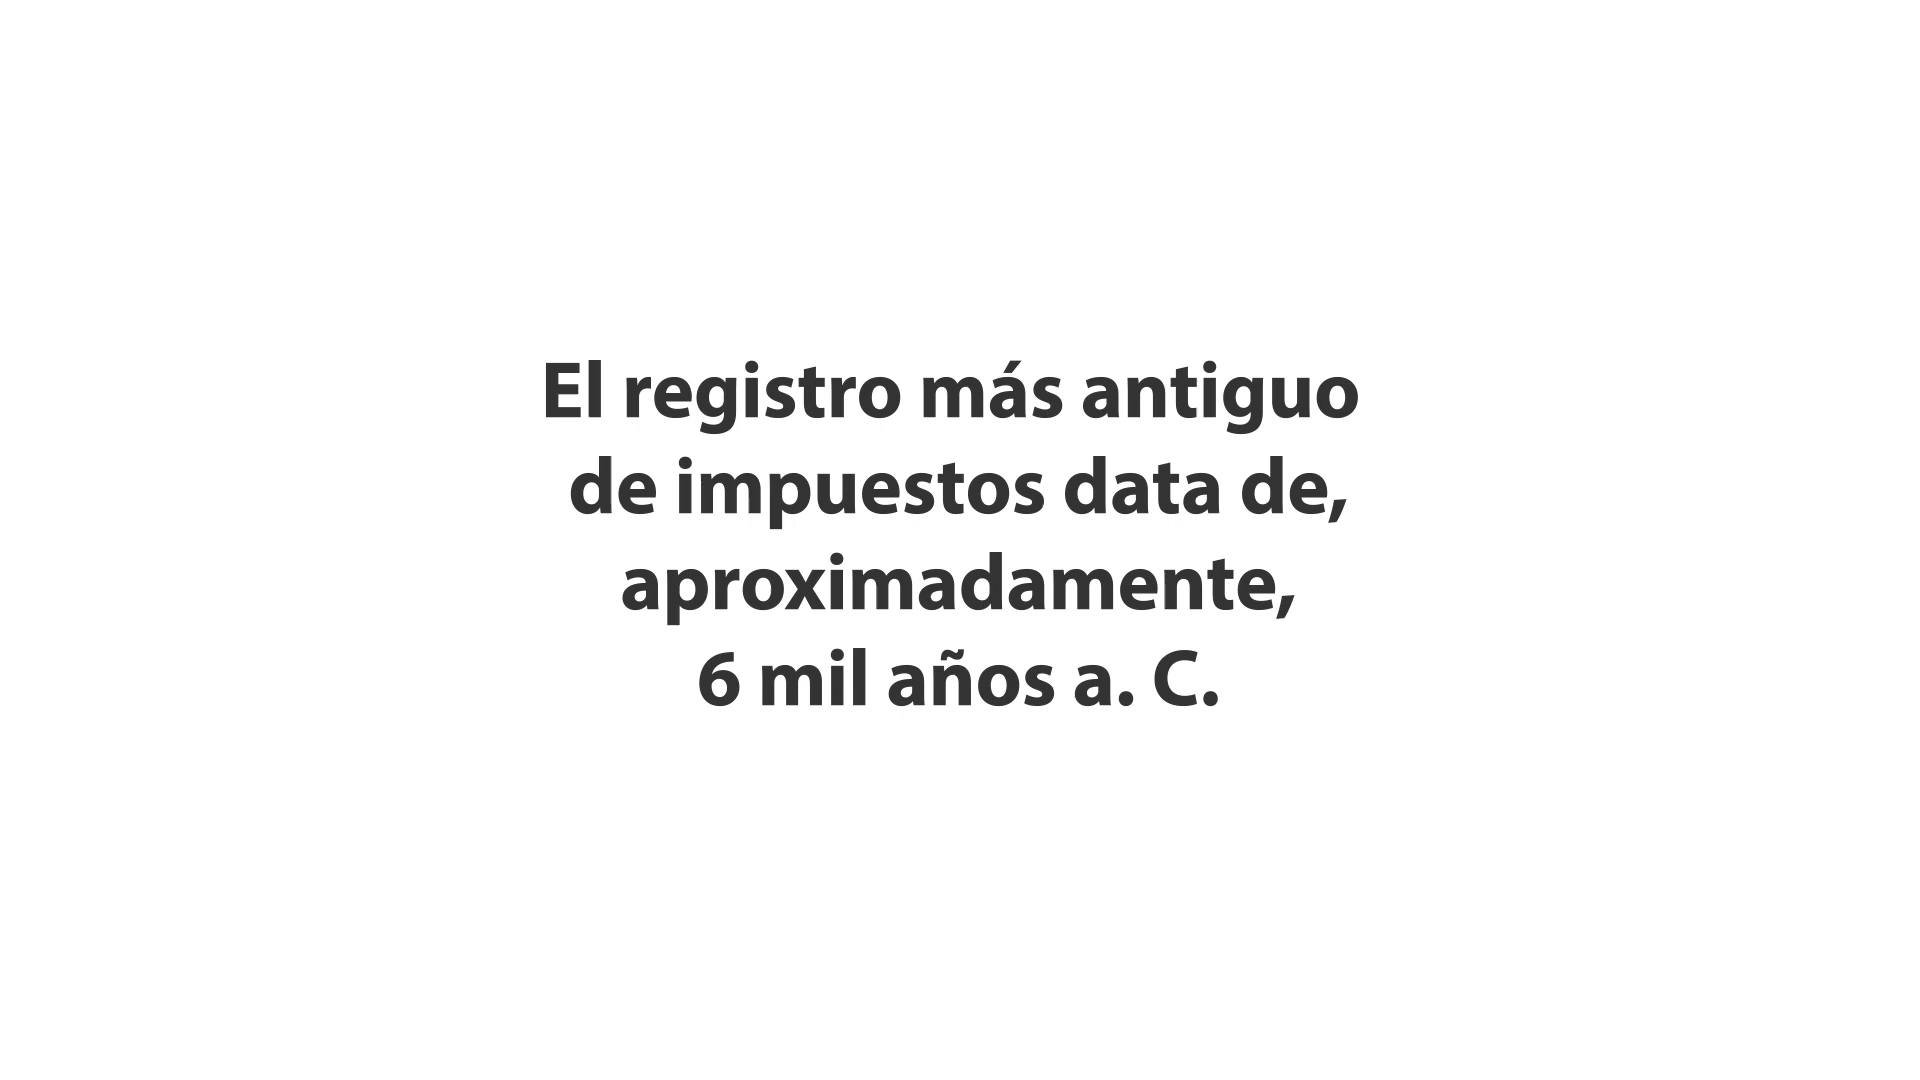 El registro más antiguo
de impuestos data de,
aproximadamente,
6 mil años a. C.